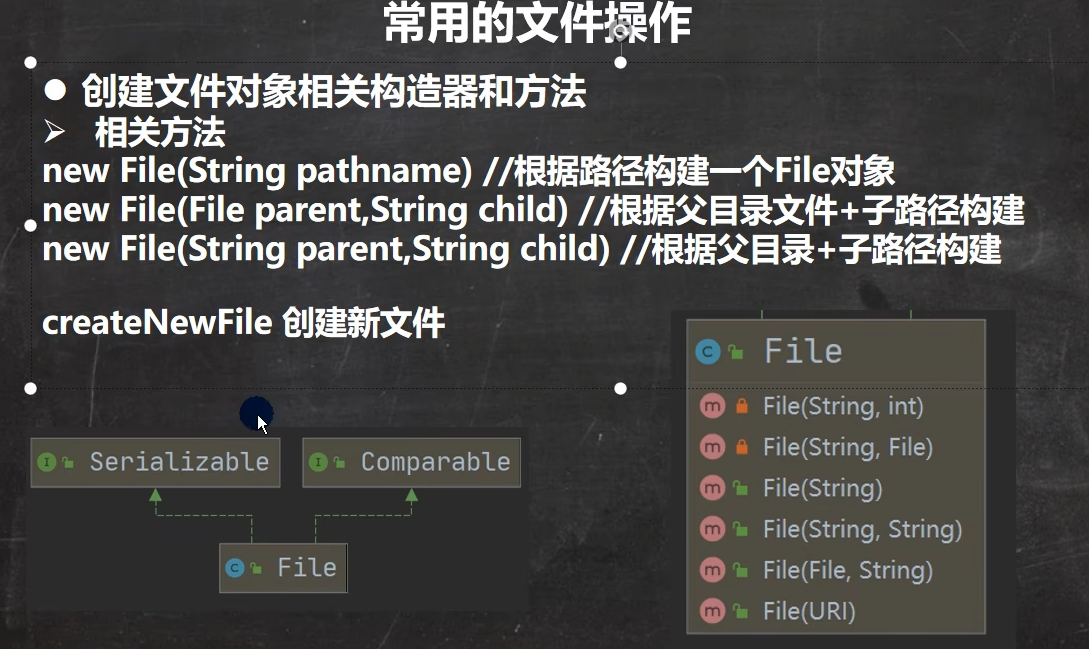 常用的文件操作
● 创建文件对象相关构造器和方法
➢ 相关方法
new File(String pathname) //根据路径构建一个File对象
new File(File parent,String child) //根据父目录文件+子路径构建
new File(String parent,String child) //根据父目录+子路径构建
createNewFile 创建新文件
I Serializable
I Comparable
C File
C File
m File(String, int)
m File(String, File)
m File(String)
m File(String, String)
m File(File, String)
m File(URI)